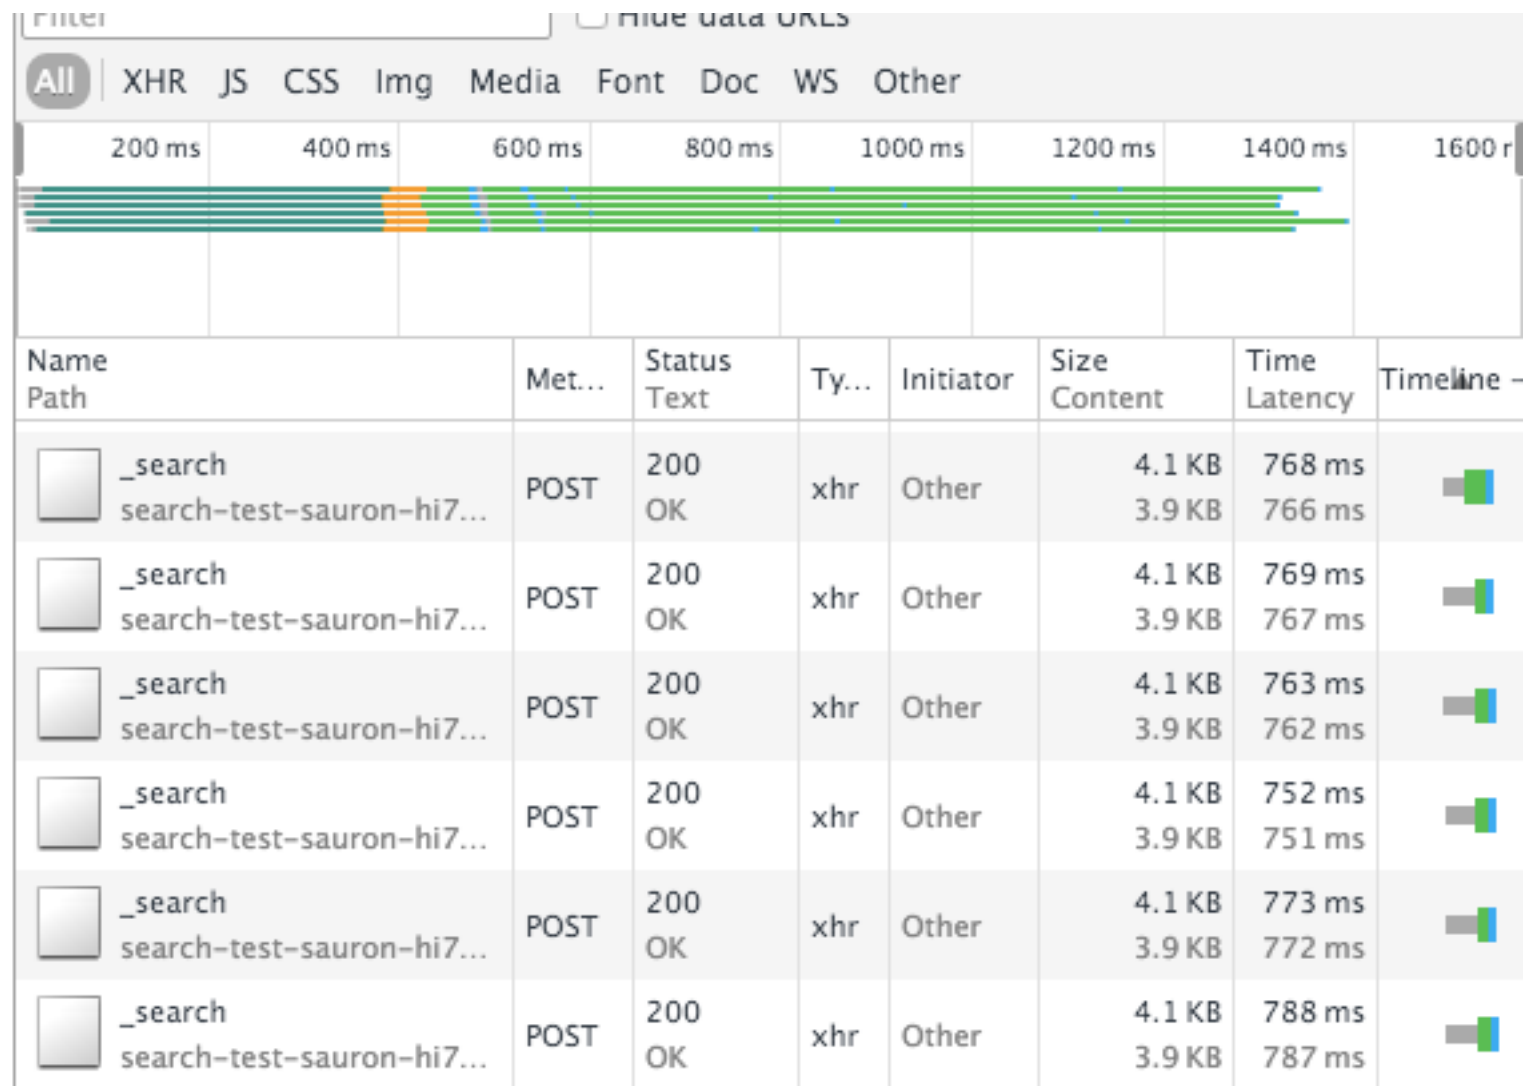 Filter Hide data URLs
All XHR JS CSS Img Media Font Doc WS Other
200 ms 400 ms 600 ms 800 ms 1000 ms 1200 ms 1400 ms 1600
Name Met... Status Ty... Initiator Size Time Timeline
Path Text Content Latency
_search POST 200 xhr Other 4.1 KB 768 ms
search-test-sauron-hi7... OK 3.9 KB 766 ms
_search POST 200 xhr Other 4.1 KB 769 ms
search-test-sauron-hi7... OK 3.9 KB 767 ms
_search POST 200 xhr Other 4.1 KB 763 ms
search-test-sauron-hi7... OK 3.9 KB 762 ms
_search POST 200 xhr Other 4.1 KB 752 ms
search-test-sauron-hi7... OK 3.9 KB 751 ms
_search POST 200 xhr Other 4.1 KB 773 ms
search-test-sauron-hi7... OK 3.9 KB 772 ms
_search POST 200 xhr Other 4.1 KB 788 ms
search-test-sauron-hi7... OK 3.9 KB 787 ms